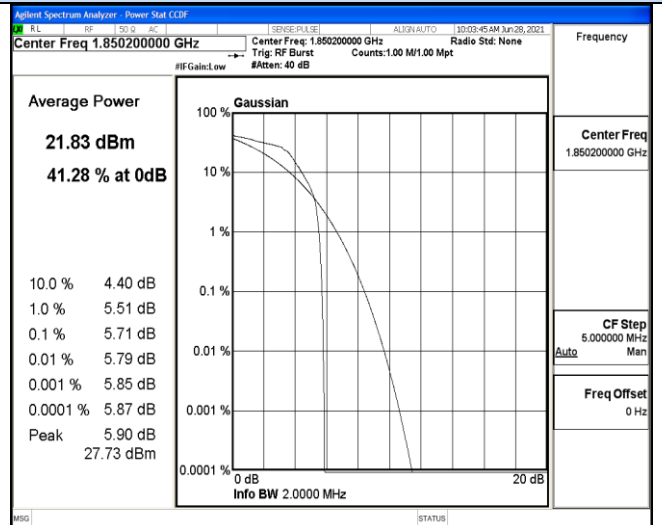 Agilent Spectrum Analyzer - Power Stat CCDF
RL RF 50 Ω AC SENSE:PULSE ALIGN AUTO 10:03:45 AM Jun 28, 2021
Center Freq 1.850200000 GHz
Center Freq: 1.850200000 GHz Radio Std: None
Trig: RF Burst Counts:1.00 M/1.00 Mpt
#IFGain:Low #Atten: 40 dB
Frequency
Average Power
21.83 dBm
41.28 % at 0dB
10.0 % 4.40 dB
1.0 % 5.51 dB
0.1 % 5.71 dB
0.01 % 5.79 dB
0.001 % 5.85 dB
0.0001 % 5.87 dB
Peak 5.90 dB
27.73 dBm
Gaussian
100 %
10 %
1 %
0.1 %
0.01 %
0.001 %
0.0001 %
0 dB 20 dB
Info BW 2.0000 MHz
Center Freq
1.850200000 GHz
CF Step
5.000000 MHz
Auto Man
Freq Offset
0 Hz
MSG STATUS